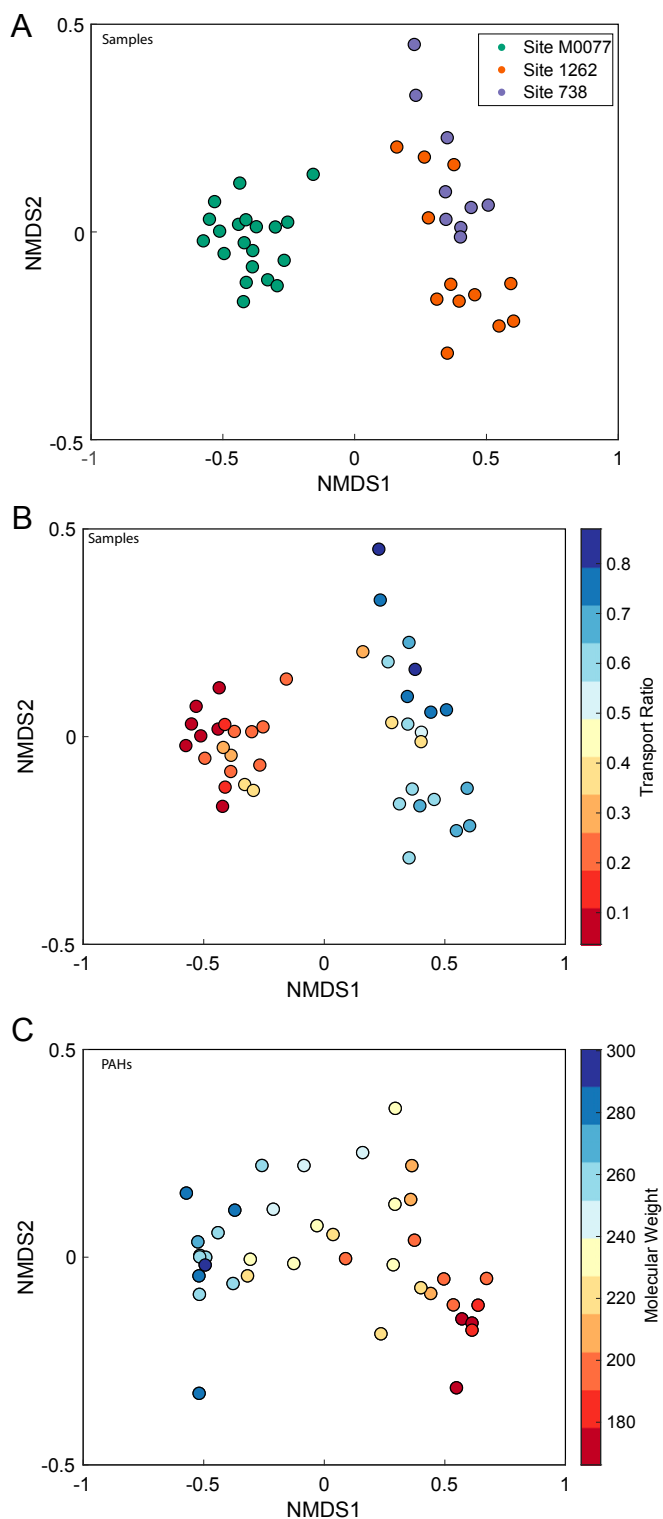 A
Samples
Site M0077
Site 1262
Site 738
0.5
0
-0.5
NMDS2
-1
-0.5
0
0.5
1
NMDS1
B
Samples
0.5
0
-0.5
NMDS2
-1
-0.5
0
0.5
1
NMDS1
0.8
0.7
0.6
0.5
0.4
0.3
0.2
0.1
Transport Ratio
C
PAHs
0.5
0
-0.5
NMDS2
-1
-0.5
0
0.5
1
NMDS1
300
280
260
240
220
200
180
Molecular Weight